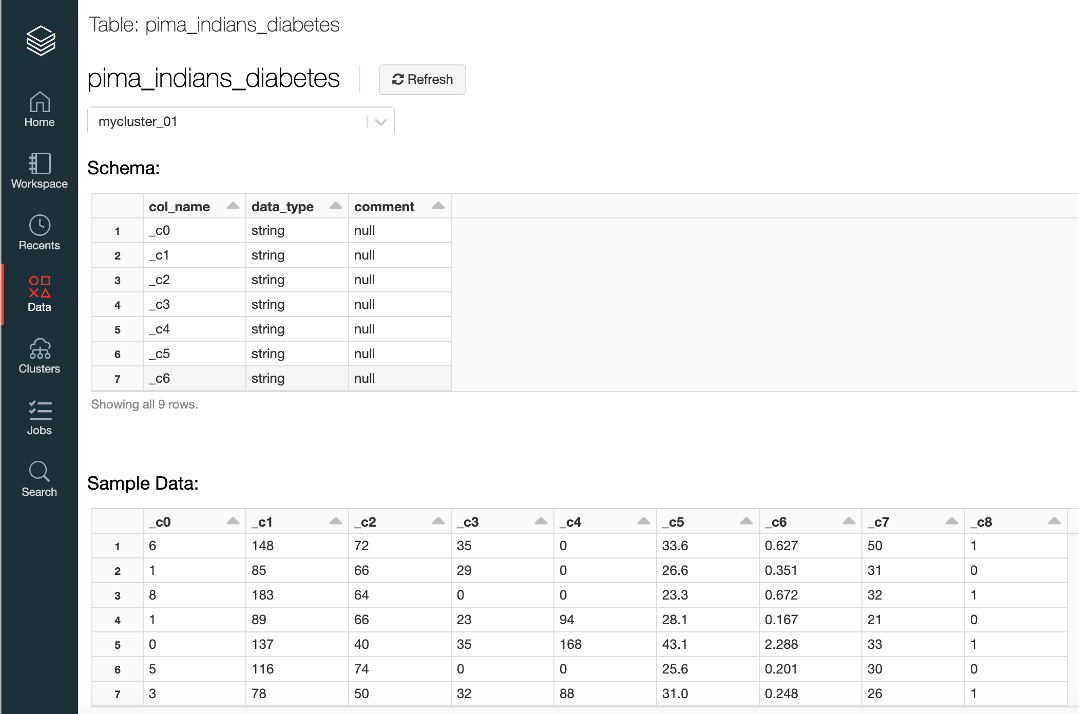 Table: pima_indians_diabetes
pima_indians_diabetes
Refresh
mycluster_01
Home
Workspace
Recents
Data
Clusters
Jobs
Search
Schema:
col_name data_type comment
1 _c0 string null
2 _c1 string null
3 _c2 string null
4 _c3 string null
5 _c4 string null
6 _c5 string null
7 _c6 string null
Showing all 9 rows.
Sample Data:
_c0 _c1 _c2 _c3 _c4 _c5 _c6 _c7 _c8
1 6 148 72 35 0 33.6 0.627 50 1
2 1 85 66 29 0 26.6 0.351 31 0
3 8 183 64 0 0 23.3 0.672 32 1
4 1 89 66 23 94 28.1 0.167 21 0
5 0 137 40 35 168 43.1 2.288 33 1
6 5 116 74 0 0 25.6 0.201 30 0
7 3 78 50 32 88 31.0 0.248 26 1